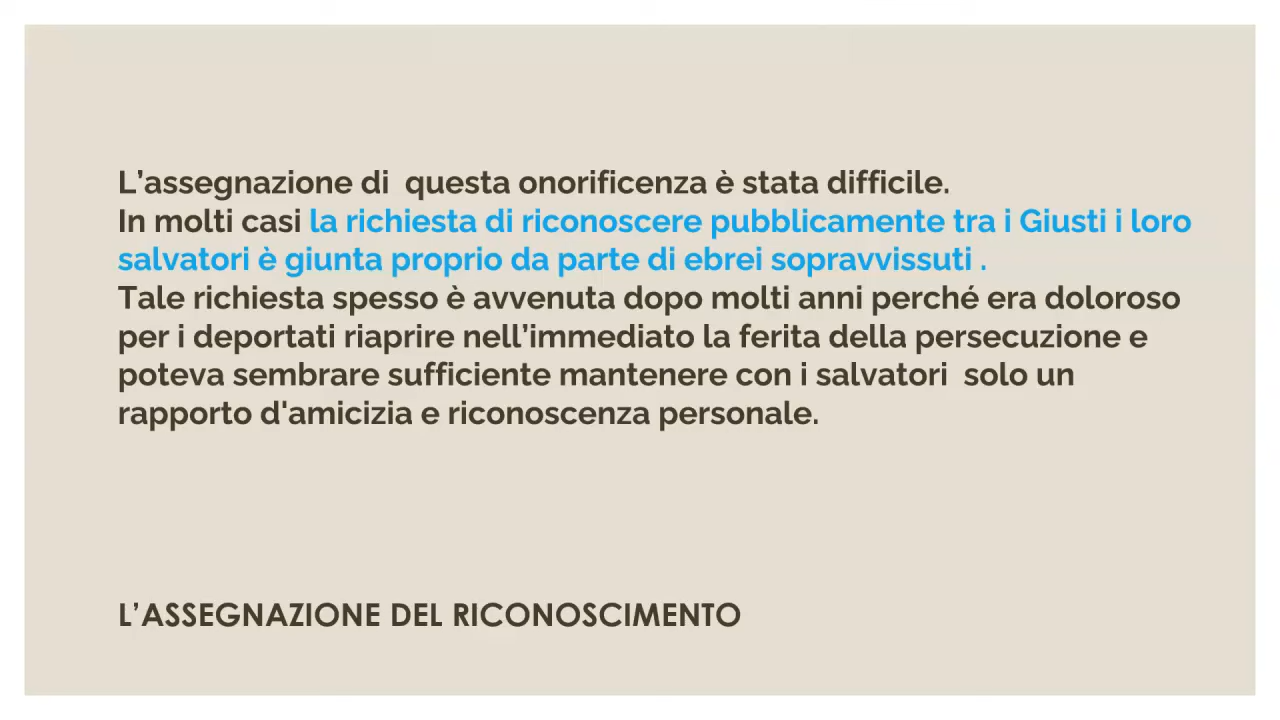 L’assegnazione di  questa onorificenza è stata difficile.
In molti casi la richiesta di riconoscere pubblicamente tra i Giusti i loro
salvatori è giunta proprio da parte di ebrei sopravvissuti .
Tale richiesta spesso è avvenuta dopo molti anni perché era doloroso
per i deportati riaprire nell’immediato la ferita della persecuzione e
poteva sembrare sufficiente mantenere con i salvatori  solo un
rapporto d'amicizia e riconoscenza personale.
L’ASSEGNAZIONE DEL RICONOSCIMENTO